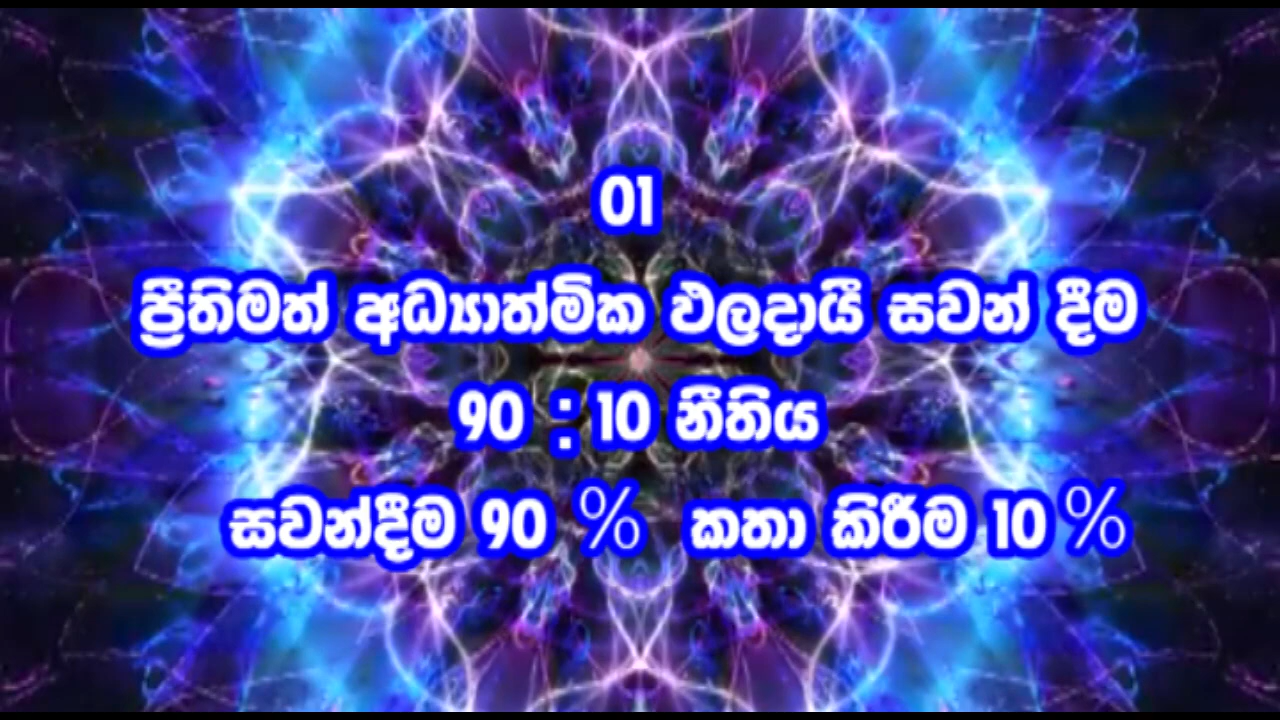 01
ප්‍රීතිමත් අධ්‍යාත්මික ඵලදායී සවන් දීම
90 : 10 නීතිය
සවන්දීම 90 % කතා කිරීම 10 %